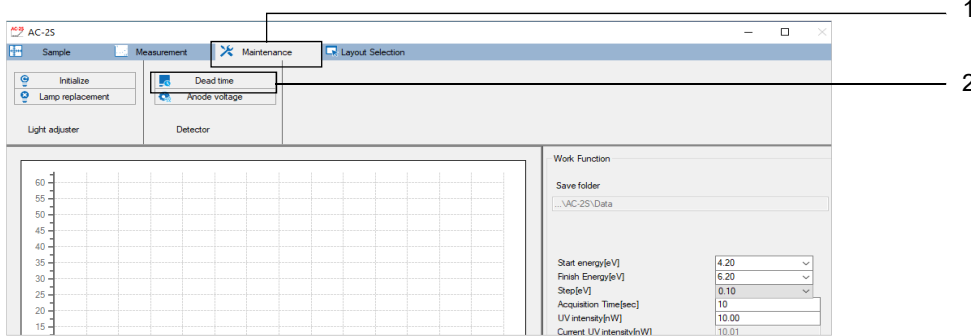 1
AC-2S
Sample Measurement Maintenance Layout Selection
Initialize Dead time
2
Lamp replacement Anode voltage
Light adjuster Detector
Work Function
Save folder
...\AC-2S\Data
60
55
50
45
40
35
30
25
20
15
Start energy[eV] 4.20
Finish Energy[eV] 6.20
Step[eV] 0.10
Acquisition Time[sec] 10
UV intensity[nW] 10.00
Current UV intensity[nW] 10.01